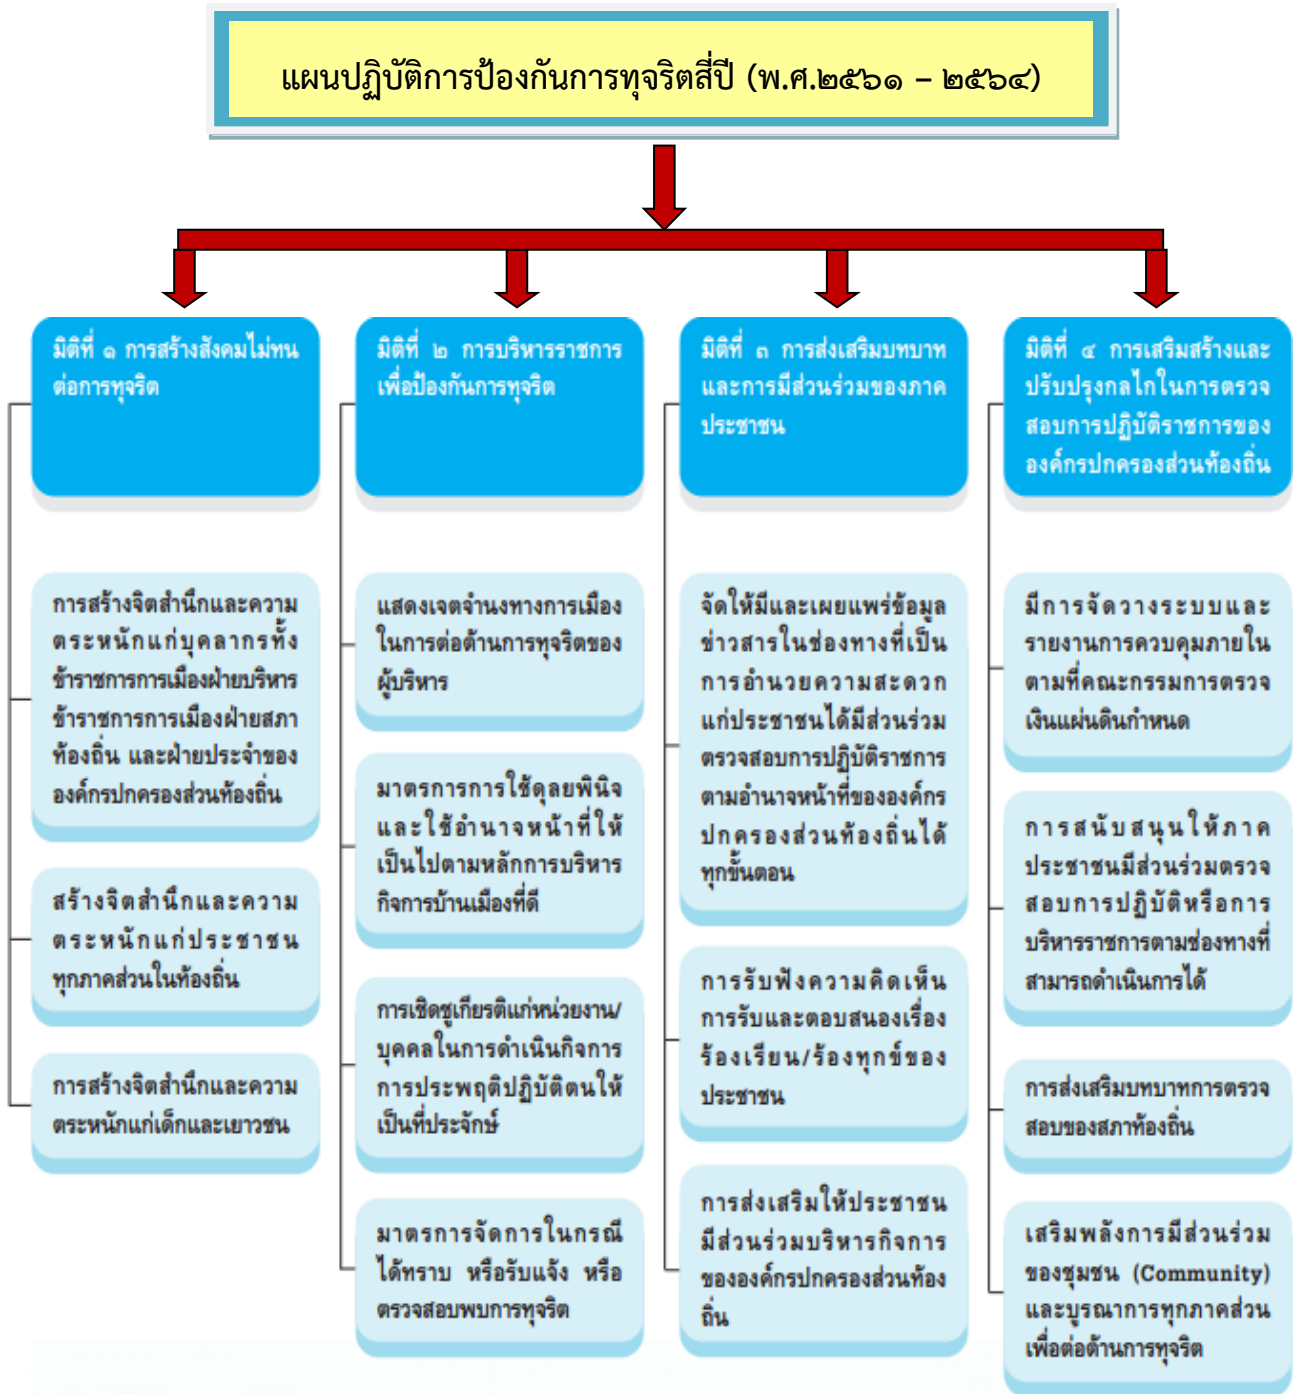 แผนปฏิบัติการป้องกันการทุจริตสี่ปี (พ.ศ.๒๕๖๑ – ๒๕๖๔)
มิติที่ ๑ การสร้างสังคมไม่ทน
ต่อการทุจริต
การสร้างจิตสำนึกและความ
ตระหนักแก่บุคลากรทั้ง
ข้าราชการการเมืองฝ่ายบริหาร
ข้าราชการการเมืองฝ่ายสภา
ท้องถิ่น และฝ่ายประจำของ
องค์กรปกครองส่วนท้องถิ่น
สร้างจิตสำนึกและความ
ตระหนักแก่ประชาชน
ทุกภาคส่วนในท้องถิ่น
การสร้างจิตสำนึกและความ
ตระหนักแก่เด็กและเยาวชน
มิติที่ ๒ การบริหารราชการ
เพื่อป้องกันการทุจริต
แสดงเจตจำนงทางการเมือง
ในการต่อต้านการทุจริตของ
ผู้บริหาร
มาตรการการใช้ดุลยพินิจ
และใช้อำนาจหน้าที่ให้
เป็นไปตามหลักการบริหาร
กิจการบ้านเมืองที่ดี
การเชิดชูเกียรติแก่หน่วยงาน/
บุคคลในการดำเนินกิจการ
การประพฤติปฏิบัติตนให้
เป็นที่ประจักษ์
มาตรการจัดการในกรณี
ได้ทราบ หรือรับแจ้ง หรือ
ตรวจสอบพบการทุจริต
มิติที่ ๓ การส่งเสริมบทบาท
และการมีส่วนร่วมของภาค
ประชาชน
จัดให้มีและเผยแพร่ข้อมูล
ข่าวสารในช่องทางที่เป็น
การอำนวยความสะดวก
แก่ประชาชนได้มีส่วนร่วม
ตรวจสอบการปฏิบัติราชการ
ตามอำนาจหน้าที่ขององค์กร
ปกครองส่วนท้องถิ่นได้
ทุกขั้นตอน
การรับฟังความคิดเห็น
การรับและตอบสนองเรื่อง
ร้องเรียน/ร้องทุกข์ของ
ประชาชน
การส่งเสริมให้ประชาชน
มีส่วนร่วมบริหารกิจการ
ขององค์กรปกครองส่วนท้อง
ถิ่น
มิติที่ ๔ การเสริมสร้างและ
ปรับปรุงกลไกในการตรวจ
สอบการปฏิบัติราชการของ
องค์กรปกครองส่วนท้องถิ่น
มีการจัดวางระบบและ
รายงานการควบคุมภายใน
ตามที่คณะกรรมการตรวจ
เงินแผ่นดินกำหนด
การสนับสนุนให้ภาค
ประชาชนมีส่วนร่วมตรวจ
สอบการปฏิบัติหรือการ
บริหารราชการตามช่องทางที่
สามารถดำเนินการได้
การส่งเสริมบทบาทการตรวจ
สอบของสภาท้องถิ่น
เสริมพลังการมีส่วนร่วม
ของชุมชน (Community)
และบูรณาการทุกภาคส่วน
เพื่อต่อต้านการทุจริต